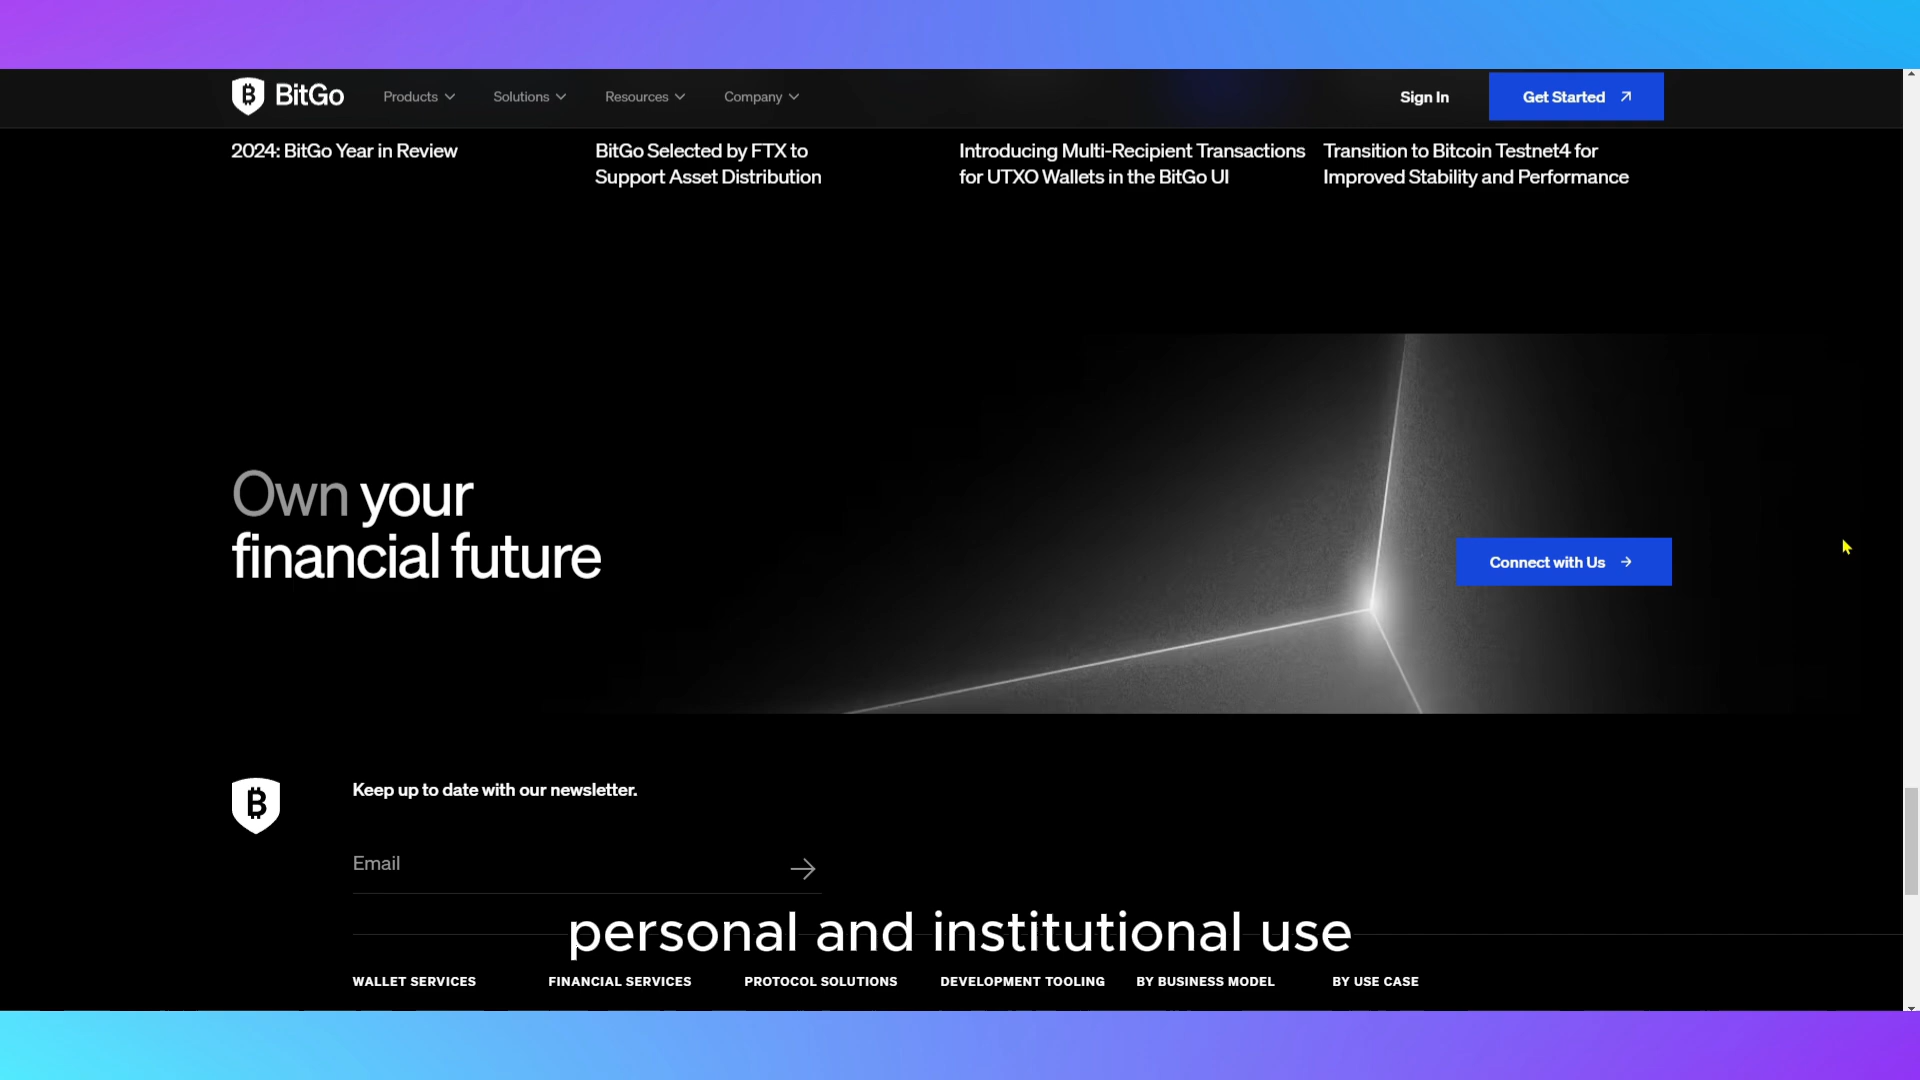 BitGo
Products
Solutions
Resources
Company
Sign In
Get Started
2024: BitGo Year in Review
BitGo Selected by FTX to
Support Asset Distribution
Introducing Multi-Recipient Transactions
for UTXO Wallets in the BitGo UI
Transition to Bitcoin Testnet4 for
Improved Stability and Performance
Own your
financial future
Connect with Us
Keep up to date with our newsletter.
Email
personal and institutional use
WALLET SERVICES
FINANCIAL SERVICES
PROTOCOL SOLUTIONS
DEVELOPMENT TOOLING
BY BUSINESS MODEL
BY USE CASE